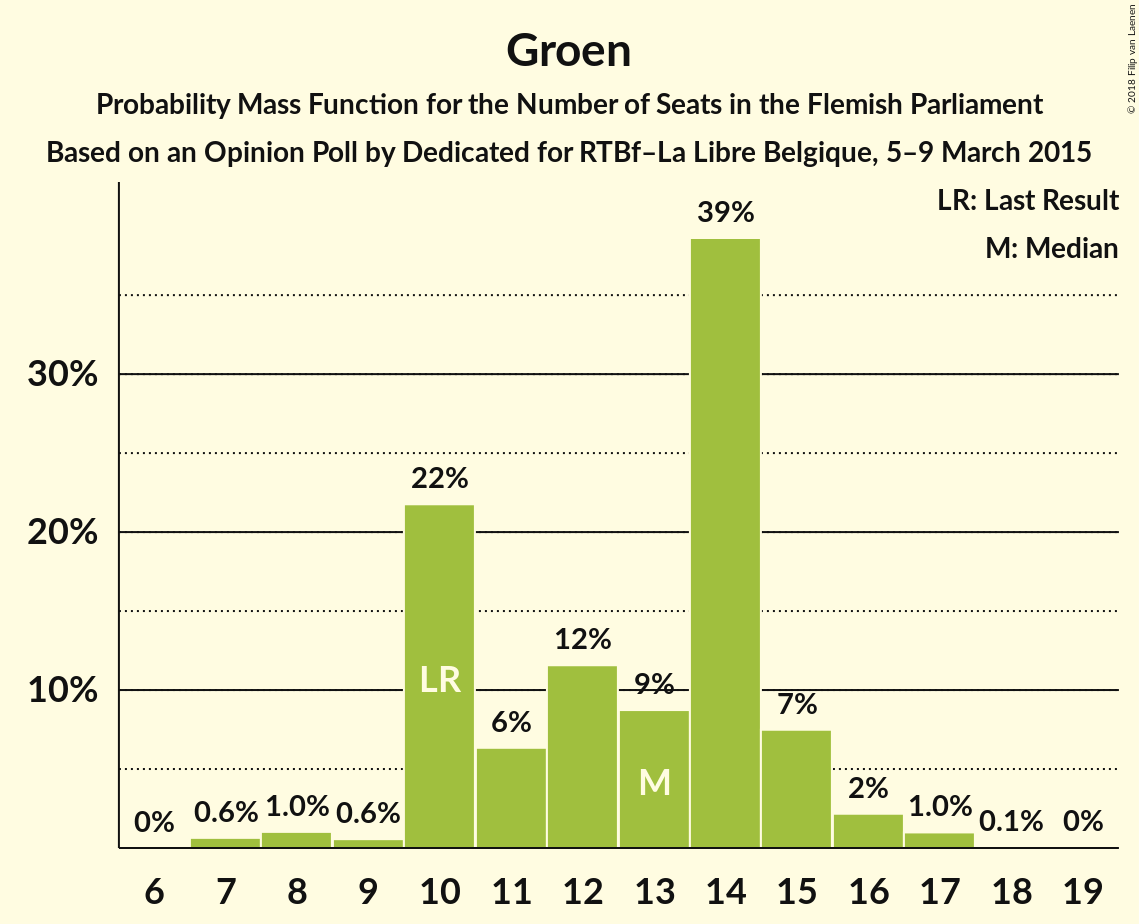 Groen
Probability Mass Function for the Number of Seats in the Flemish Parliament
Based on an Opinion Poll by Dedicated for RTBf–La Libre Belgique, 5–9 March 2015
© 2018 Filip van Laenen
LR: Last Result
M: Median
30%
20%
10%
0%
0.6%
1.0%
0.6%
22%
6%
12%
9%
39%
7%
2%
1.0%
0.1%
0%
LR
M
6 7 8 9 10 11 12 13 14 15 16 17 18 19